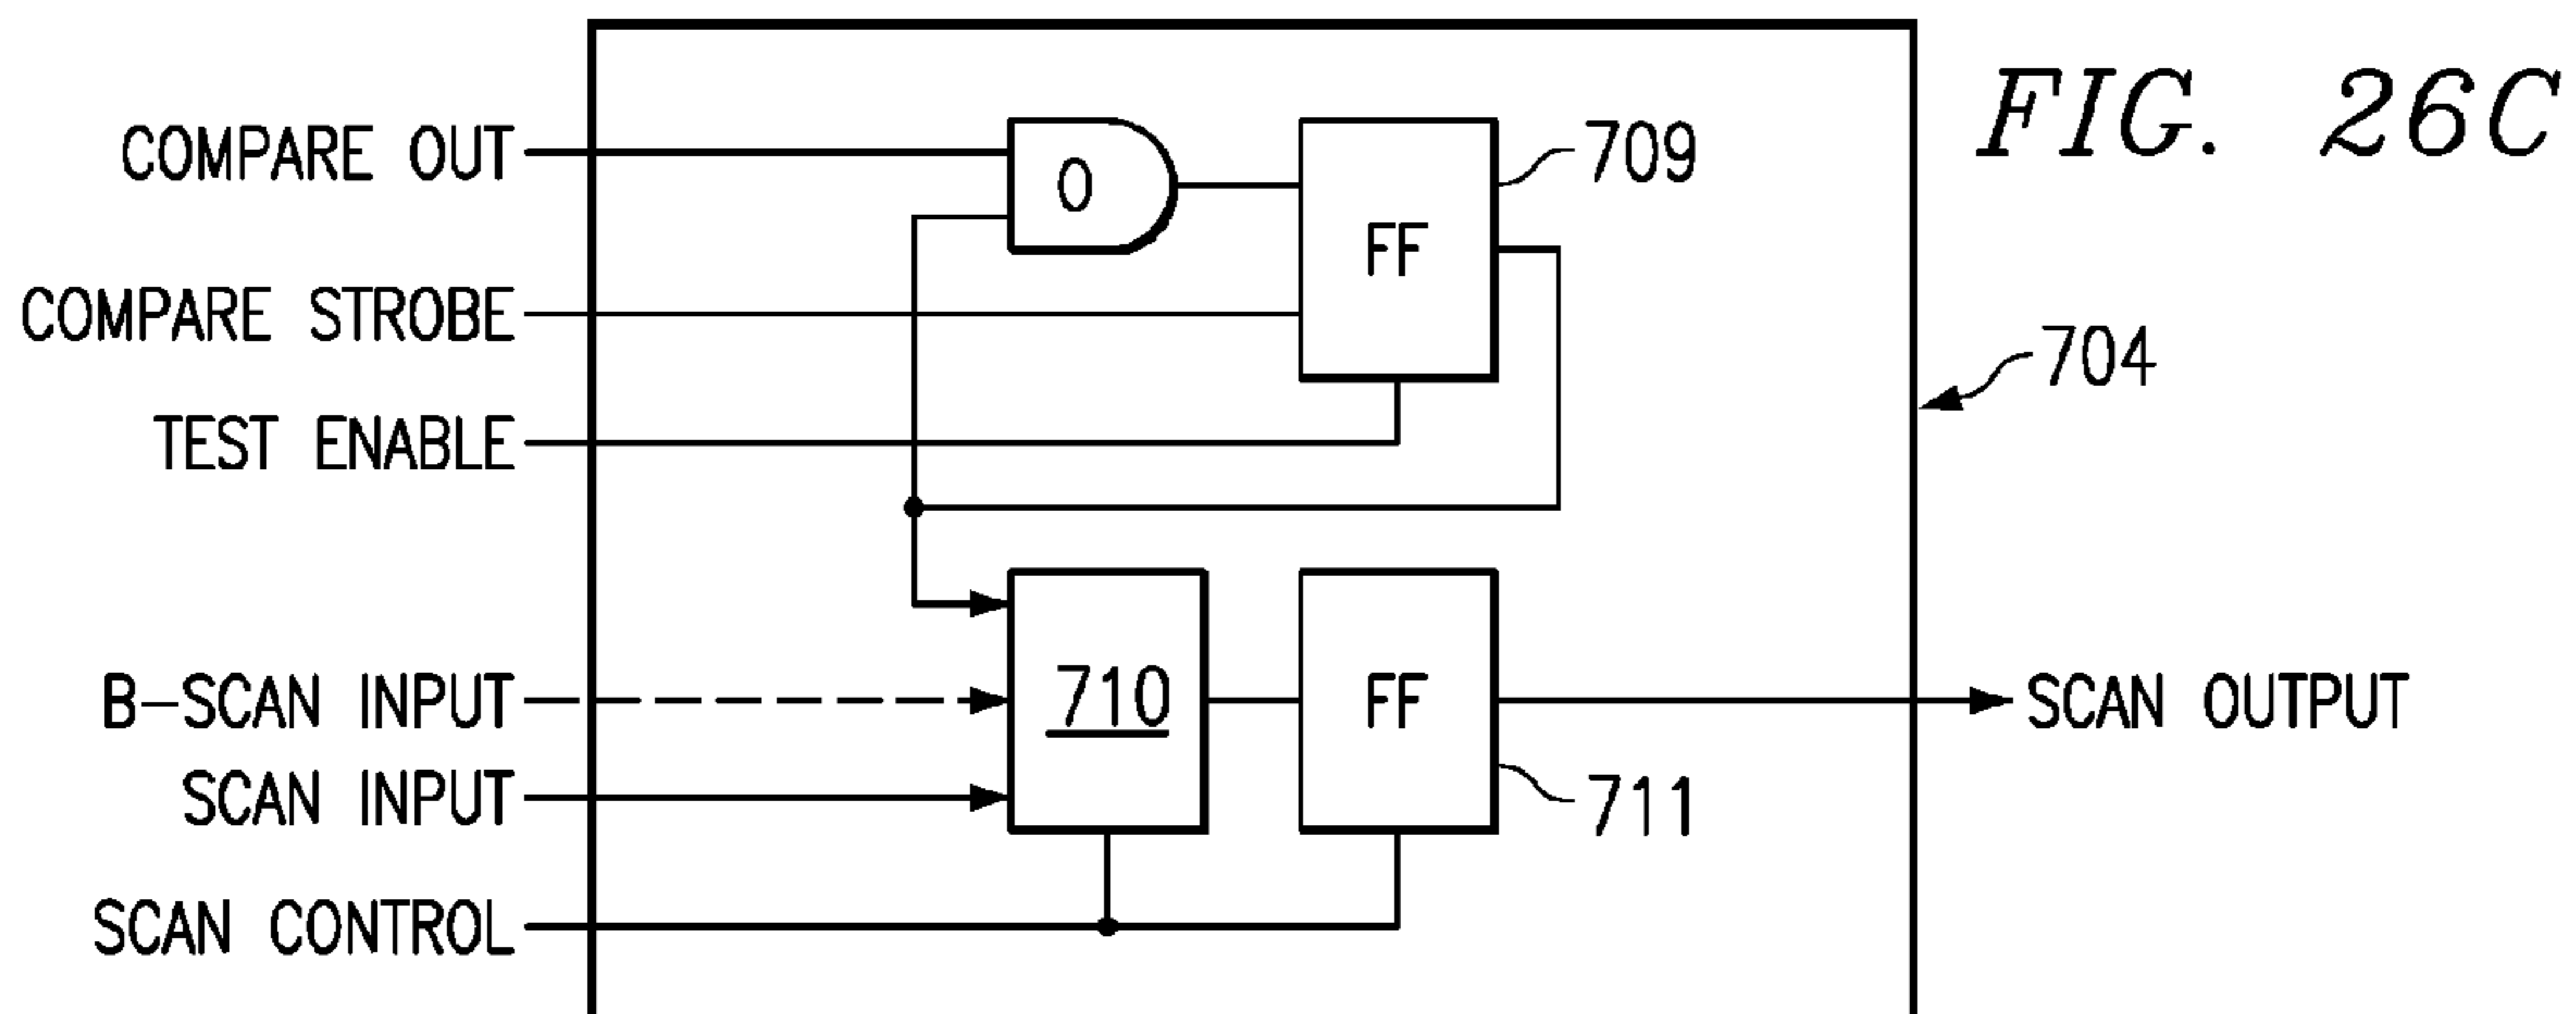 FIG. 26C
COMPARE OUT
O
709
FF
COMPARE STROBE
704
TEST ENABLE
B-SCAN INPUT
710
FF
SCAN OUTPUT
SCAN INPUT
711
SCAN CONTROL